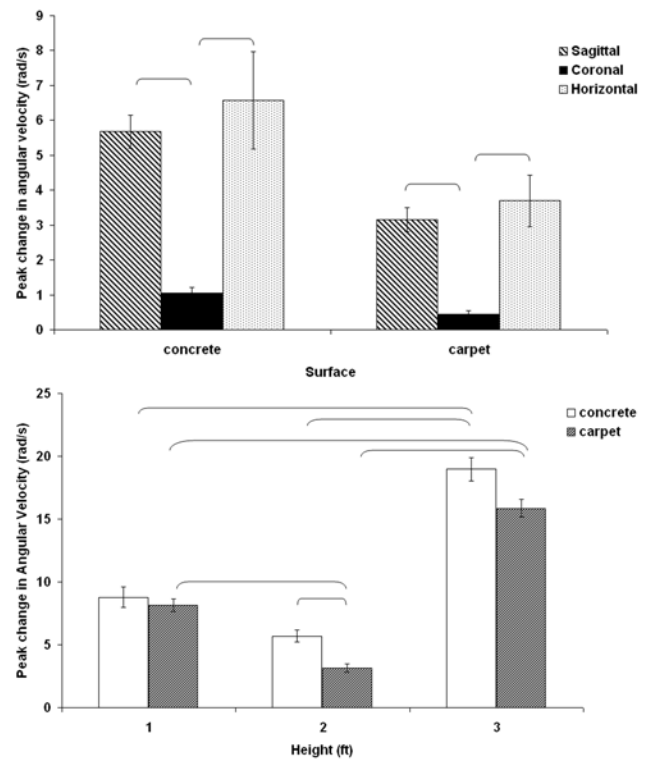 9
8
7
6
5
4
3
2
1
0
Peak change in angular velocity (rad/s)
Sagittal
Coronal
Horizontal
concrete carpet
Surface
25
20
15
10
5
0
Peak change in Angular Velocity (rad/s)
concrete
carpet
1 2 3
Height (ft)